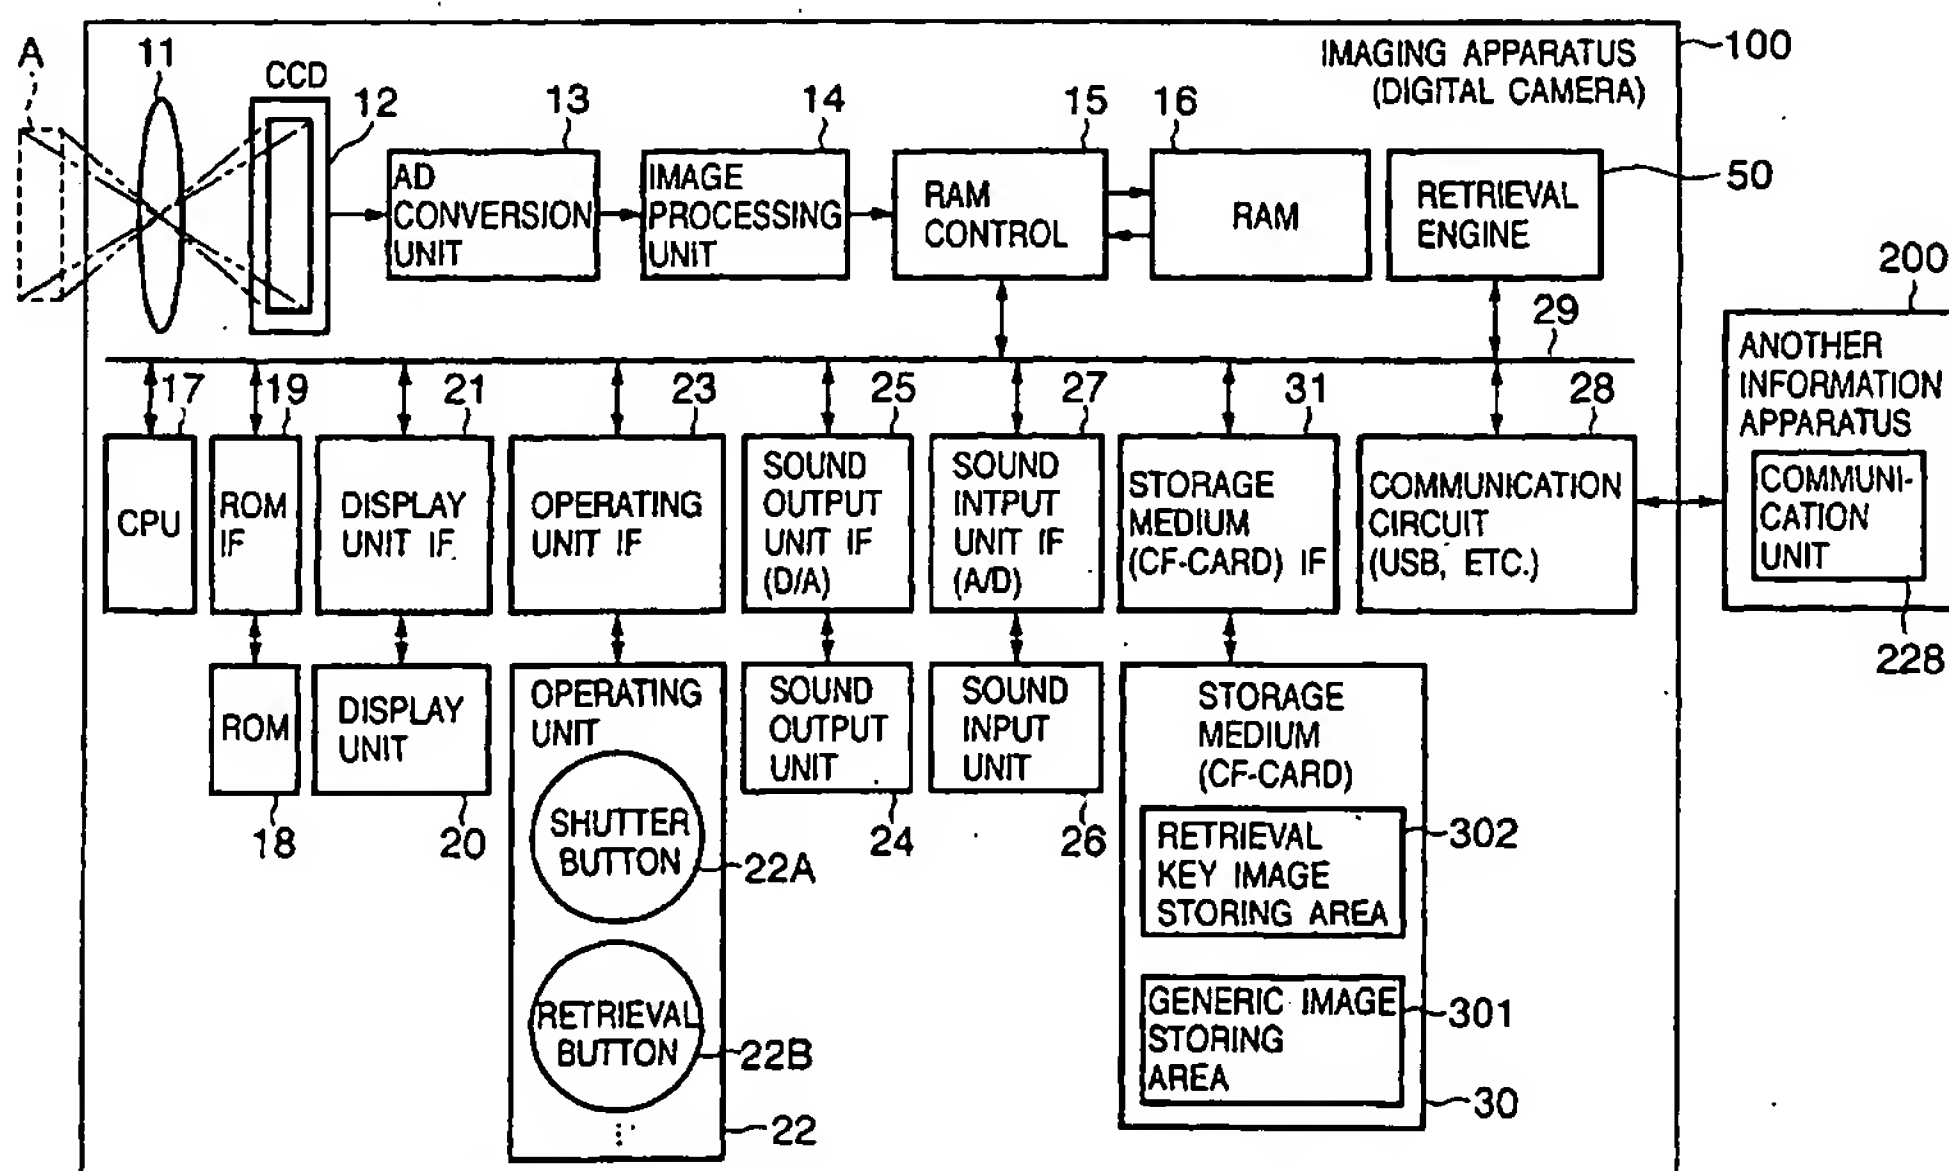 A
11
CCD
12
13
14
15
16
IMAGING APPARATUS
(DIGITAL CAMERA)
100
AD
CONVERSION
UNIT
IMAGE
PROCESSING
UNIT
RAM
CONTROL
RAM
RETRIEVAL
ENGINE
50
29
200
17
19
21
23
25
27
31
28
CPU
ROM
IF
DISPLAY
UNIT IF
OPERATING
UNIT IF
SOUND
OUTPUT
UNIT IF
(D/A)
SOUND
INTPUT
UNIT IF
(A/D)
STORAGE
MEDIUM
(CF-CARD) IF
COMMUNICATION
CIRCUIT
(USB, ETC.)
ANOTHER
INFORMATION
APPARATUS
COMMUNI-
CATION
UNIT
228
ROM
18
DISPLAY
UNIT
20
OPERATING
UNIT
SHUTTER
BUTTON
22A
RETRIEVAL
BUTTON
22B
22
SOUND
OUTPUT
UNIT
24
SOUND
INPUT
UNIT
26
STORAGE
MEDIUM
(CF-CARD)
RETRIEVAL
KEY IMAGE
STORING AREA
302
GENERIC IMAGE
STORING
AREA
301
30